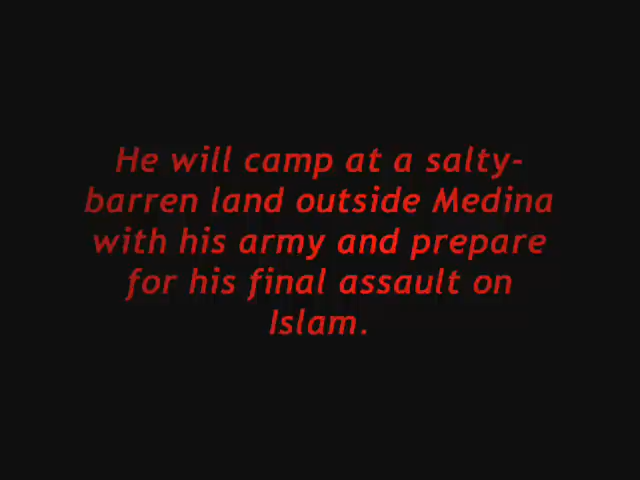 He will camp at a salty-
barren land outside Medina
with his army and prepare
for his final assault on
Islam.